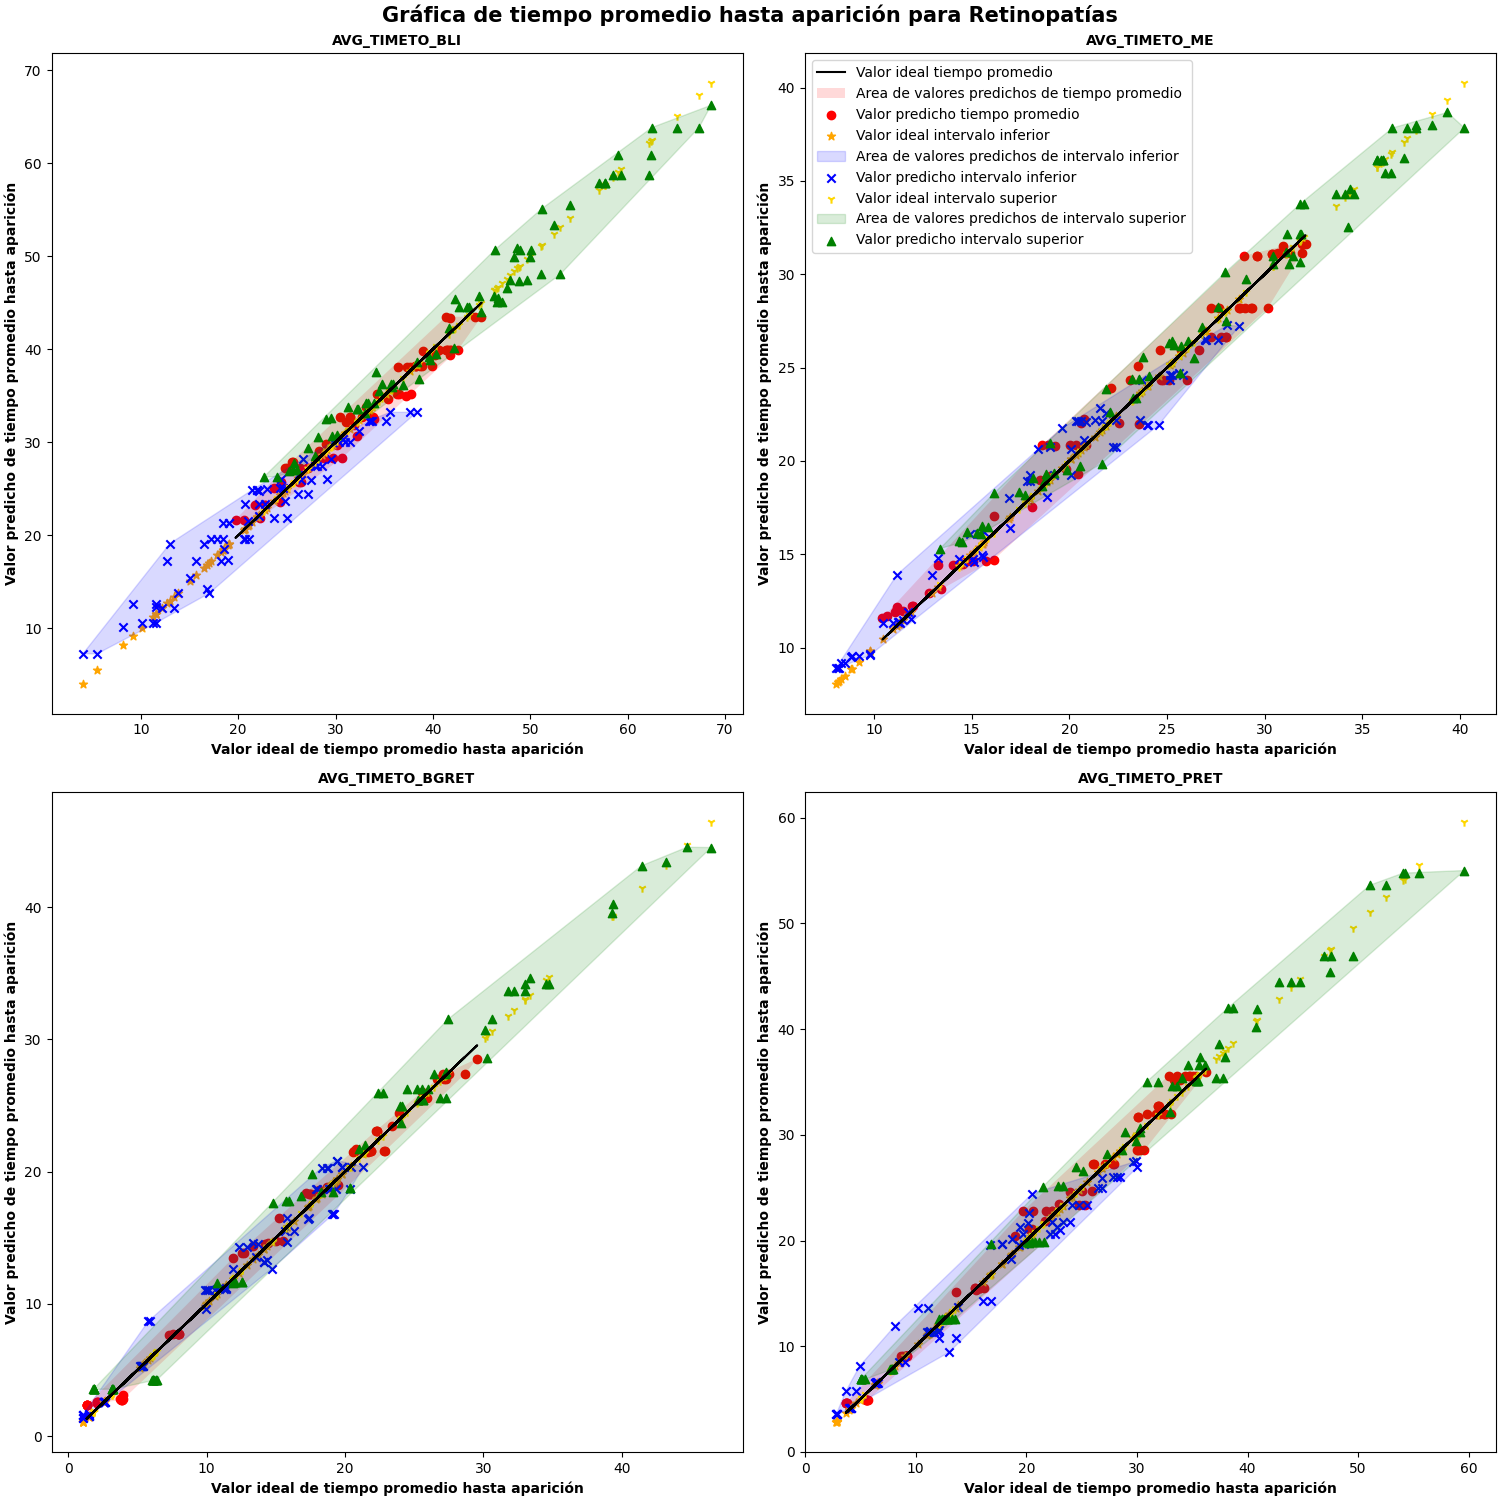 Gráfica de tiempo promedio hasta aparición para Retinopatías
AVG_TIMETO_BLI
Valor predicho de tiempo promedio hasta aparición
70
60
50
40
30
20
10
10 20 30 40 50 60 70
Valor ideal de tiempo promedio hasta aparición
AVG_TIMETO_ME
Valor ideal tiempo promedio
Area de valores predichos de tiempo promedio
Valor predicho tiempo promedio
Valor ideal intervalo inferior
Area de valores predichos de intervalo inferior
Valor predicho intervalo inferior
Valor ideal intervalo superior
Area de valores predichos de intervalo superior
Valor predicho intervalo superior
Valor predicho de tiempo promedio hasta aparición
40
35
30
25
20
15
10
10 15 20 25 30 35 40
Valor ideal de tiempo promedio hasta aparición
AVG_TIMETO_BGRET
Valor predicho de tiempo promedio hasta aparición
40
30
20
10
0
0 10 20 30 40
Valor ideal de tiempo promedio hasta aparición
AVG_TIMETO_PRET
Valor predicho de tiempo promedio hasta aparición
60
50
40
30
20
10
0
0 10 20 30 40 50 60
Valor ideal de tiempo promedio hasta aparición